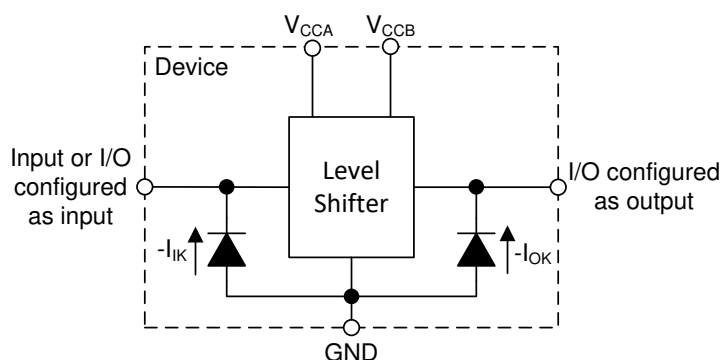 V_CCA V_CCB
Device
Input or I/O
configured
as input
Level
Shifter
I/O configured
as output
-I_IK
-I_OK
GND